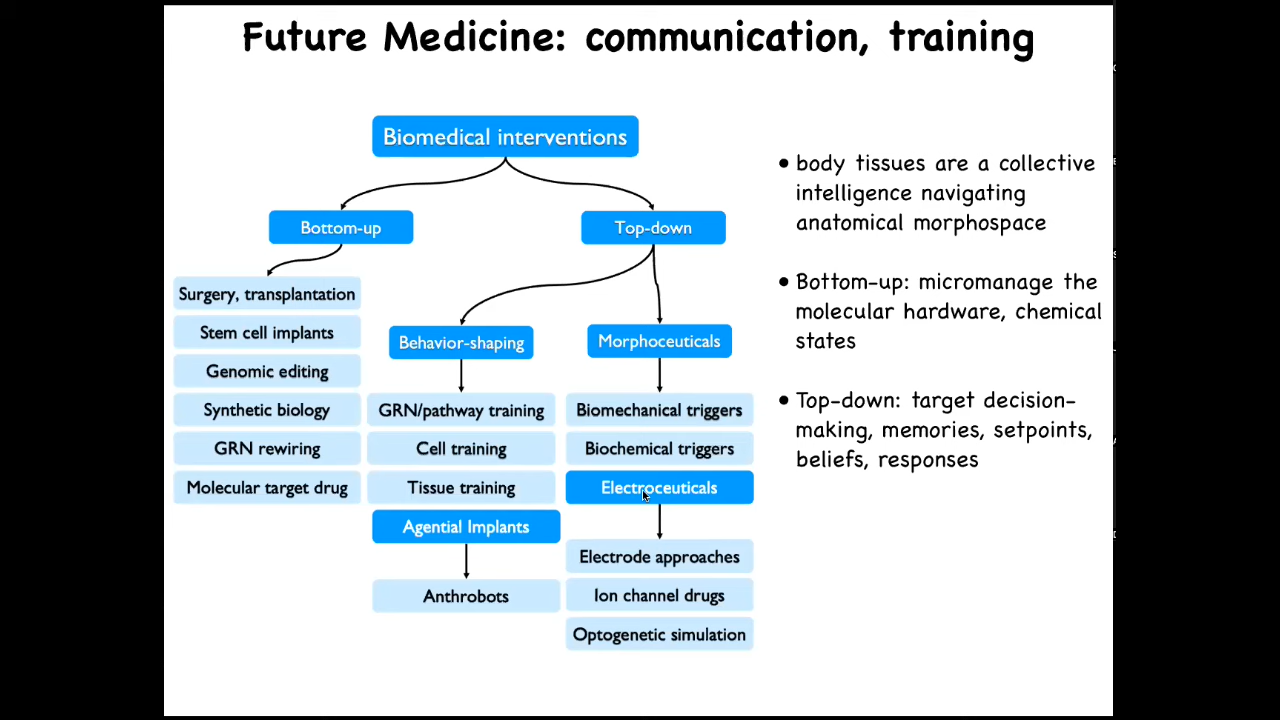 Future Medicine: communication, training
Biomedical interventions
Bottom-up
Top-down
Surgery, transplantation
Stem cell implants
Genomic editing
Synthetic biology
GRN rewiring
Molecular target drug
Behavior-shaping
GRN/pathway training
Cell training
Tissue training
Agential Implants
Anthrobots
Morphoceuticals
Biomechanical triggers
Biochemical triggers
Electroceuticals
Electrode approaches
Ion channel drugs
Optogenetic simulation
• body tissues are a collective
intelligence navigating
anatomical morphospace
• Bottom-up: micromanage the
molecular hardware, chemical
states
• Top-down: target decision-
making, memories, setpoints,
beliefs, responses